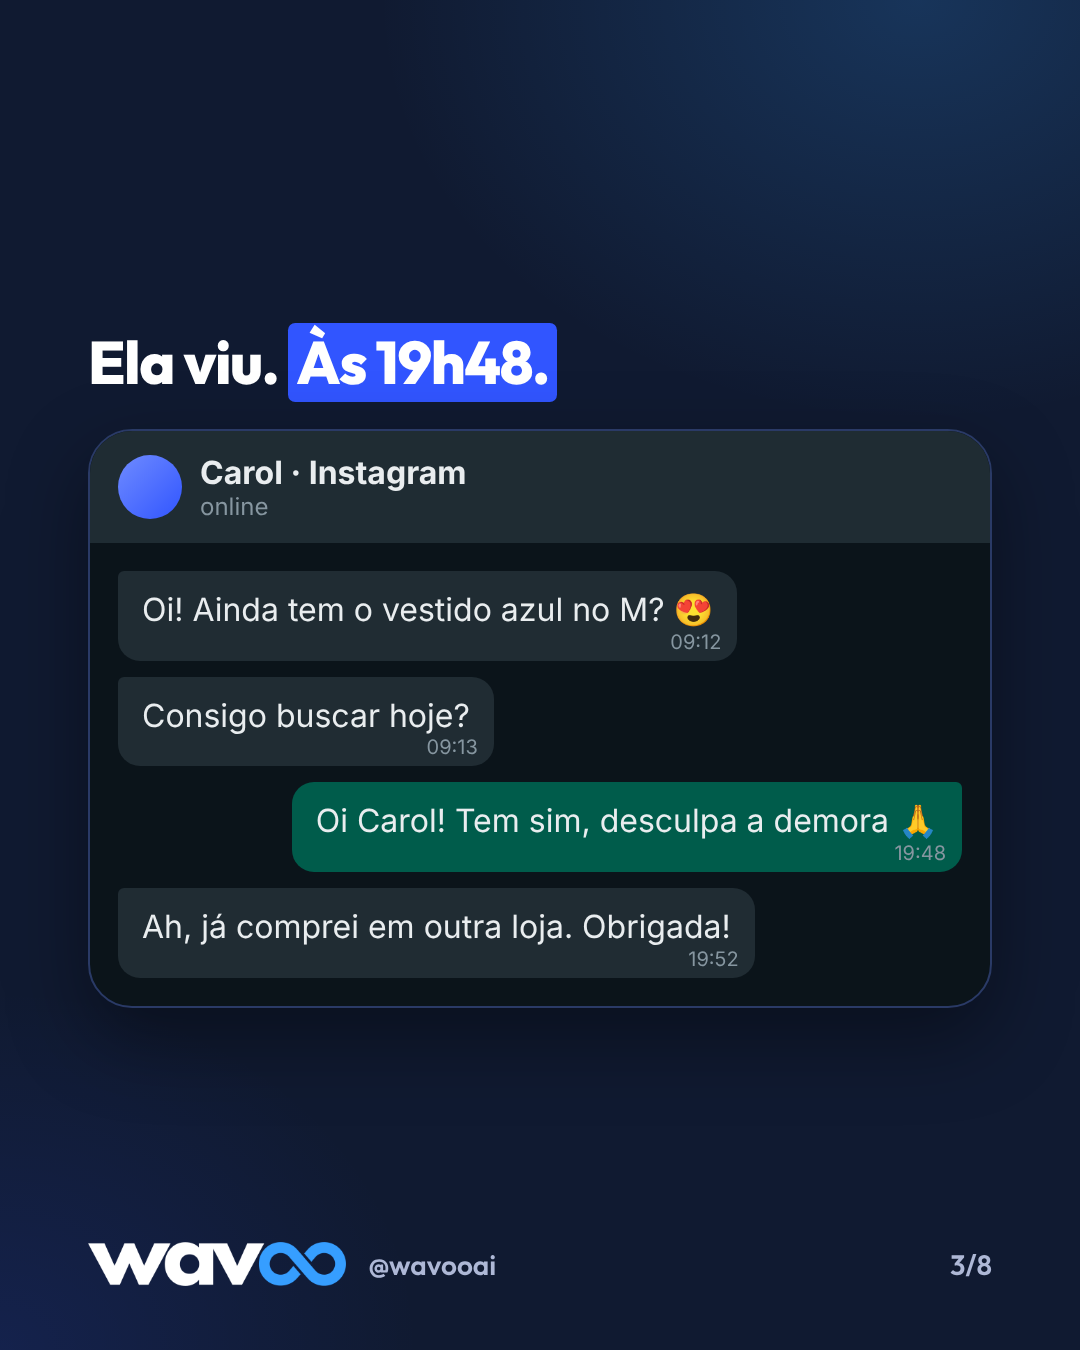 Ela viu. Às 19h48.
Carol · Instagram
online
Oi! Ainda tem o vestido azul no M? 😍
09:12
Consigo buscar hoje?
09:13
Oi Carol! Tem sim, desculpa a demora 🙏
19:48
Ah, já comprei em outra loja. Obrigada!
19:52
wavoo @wavooai 3/8